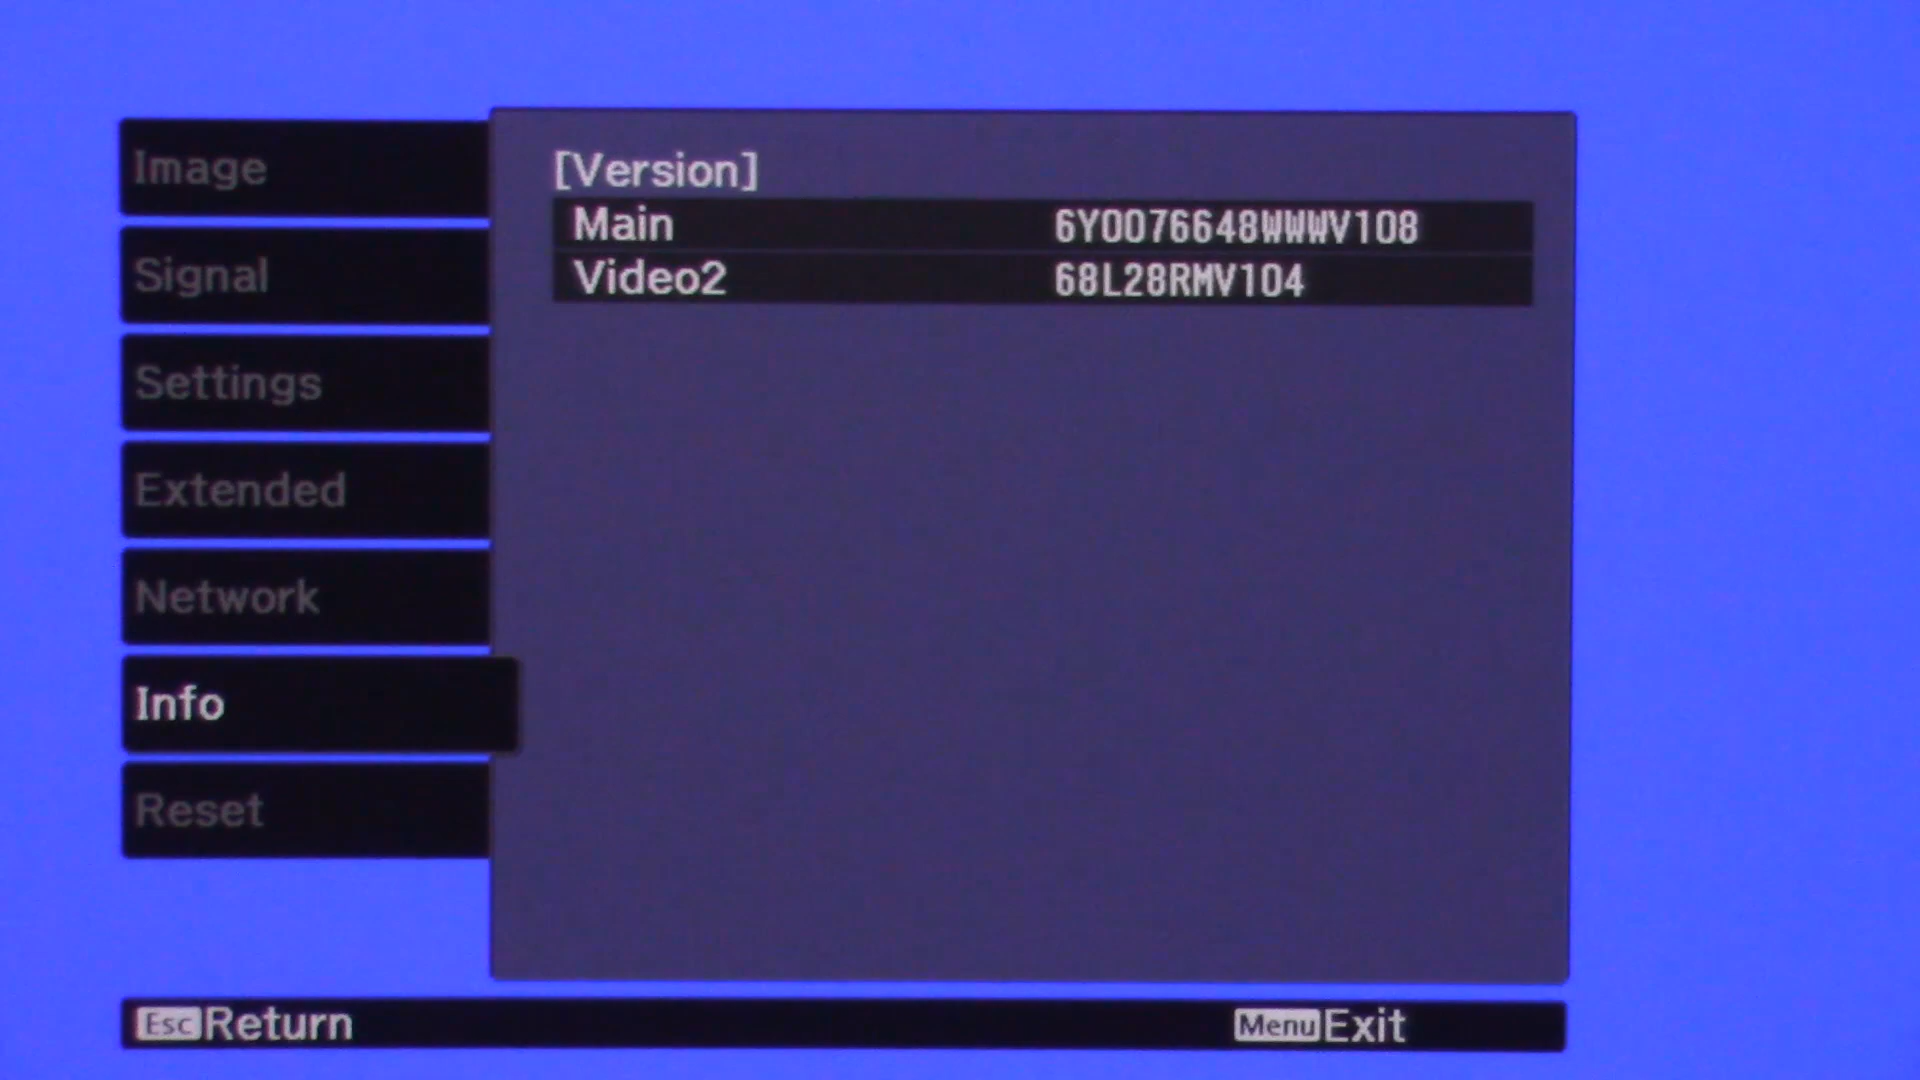 Image
Signal
Settings
Extended
Network
Info
Reset
[Version]
Main 6Y0076648WWWV108
Video2 68L28RMV104
Esc Return
Menu Exit